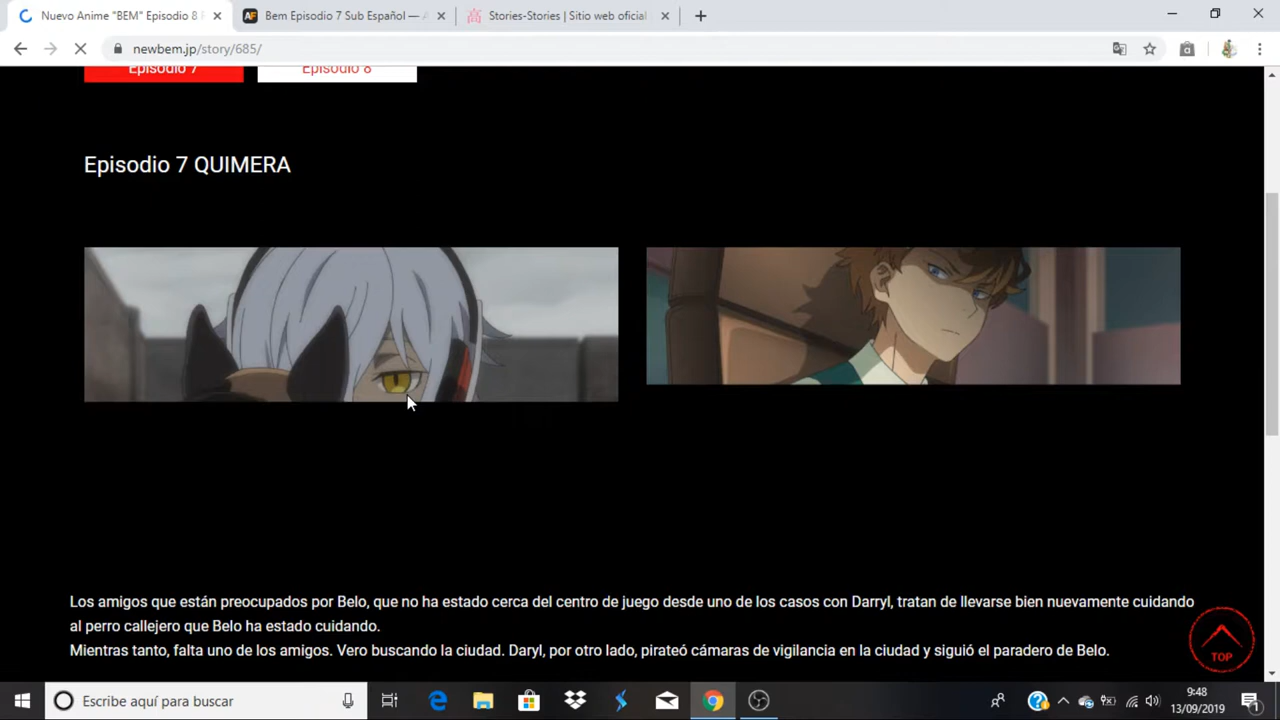 Nuevo Anime "BEM" Episodio 8
Bem Episodio 7 Sub Español —
Stories-Stories | Sitio web oficial
newbem.jp/story/685/
Episodio 7
Episodio 8
Episodio 7 QUIMERA
Los amigos que están preocupados por Belo, que no ha estado cerca del centro de juego desde uno de los casos con Darryl, tratan de llevarse bien nuevamente cuidando
al perro callejero que Belo ha estado cuidando.
Mientras tanto, falta uno de los amigos. Vero buscando la ciudad. Daryl, por otro lado, pirateó cámaras de vigilancia en la ciudad y siguió el paradero de Belo.
TOP
Escribe aquí para buscar
9:48
13/09/2019
1